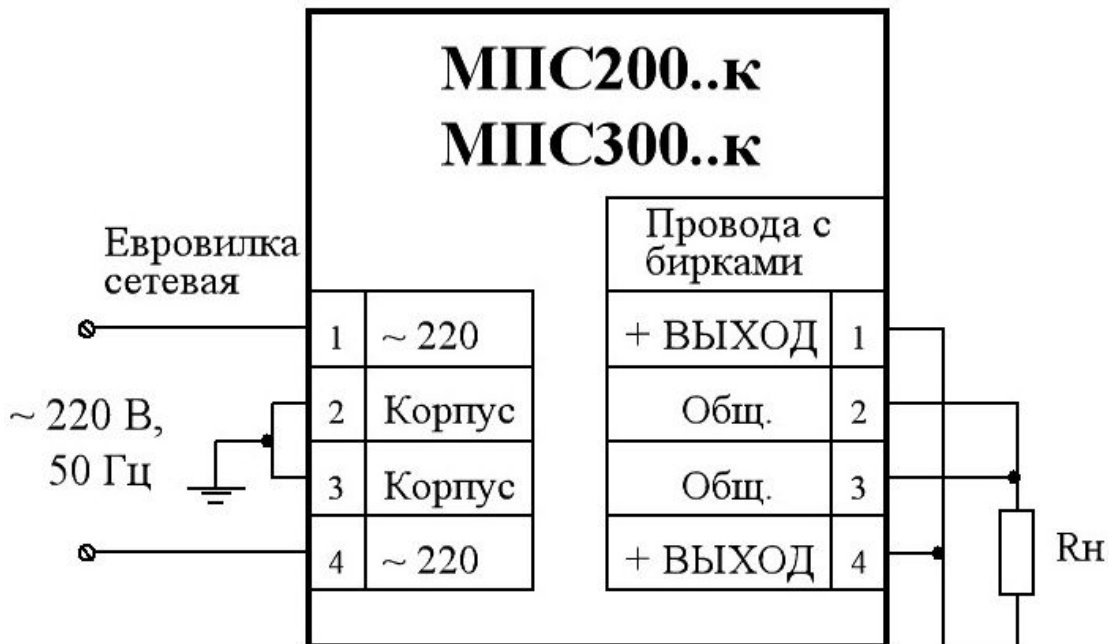 МПС200..к
МПС300..к
Евровилка
сетевая
Провода с
бирками
1 ~ 220
+ ВЫХОД 1
~ 220 В,
50 Гц
2 Корпус
Общ. 2
3 Корпус
Общ. 3
4 ~ 220
+ ВЫХОД 4
Rн